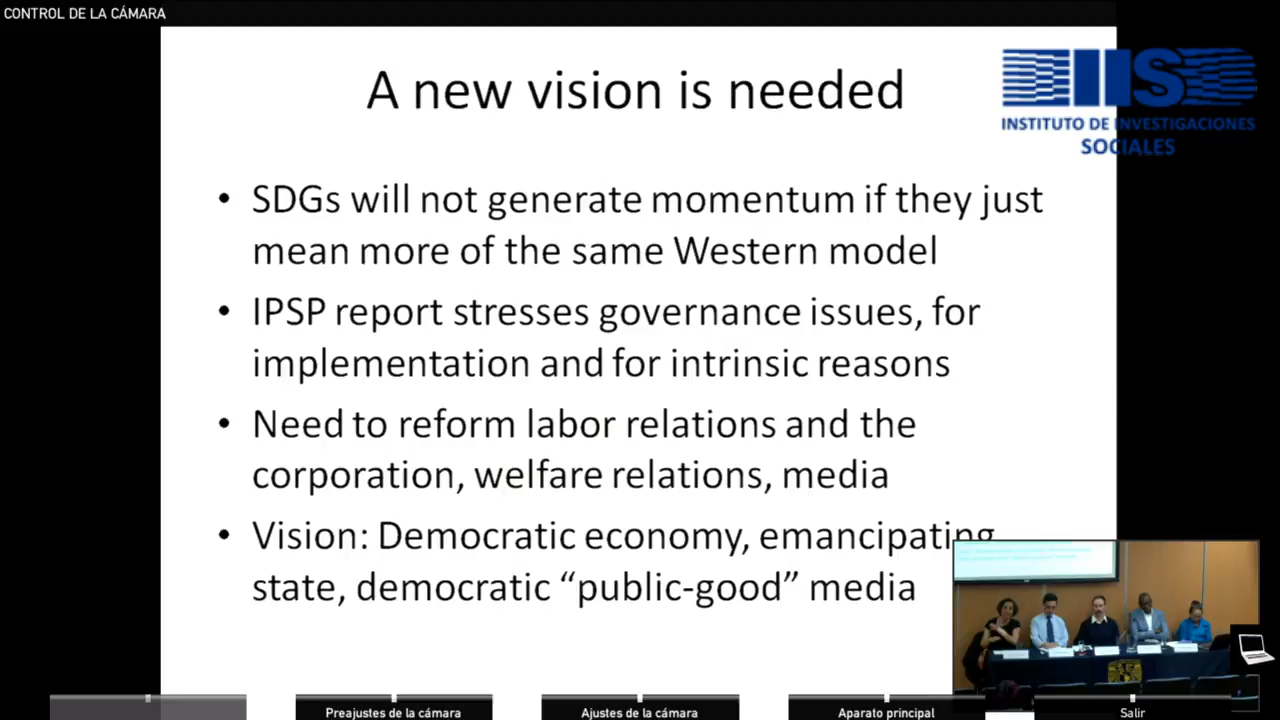 CONTROL DE LA CÁMARA
A new vision is needed
IIS
INSTITUTO DE INVESTIGACIONES
SOCIALES
• SDGs will not generate momentum if they just
mean more of the same Western model
• IPSP report stresses governance issues, for
implementation and for intrinsic reasons
• Need to reform labor relations and the
corporation, welfare relations, media
• Vision: Democratic economy, emancipating
state, democratic “public-good” media
Preajustes de la cámara
Ajustes de la cámara
Aparato principal
Salir